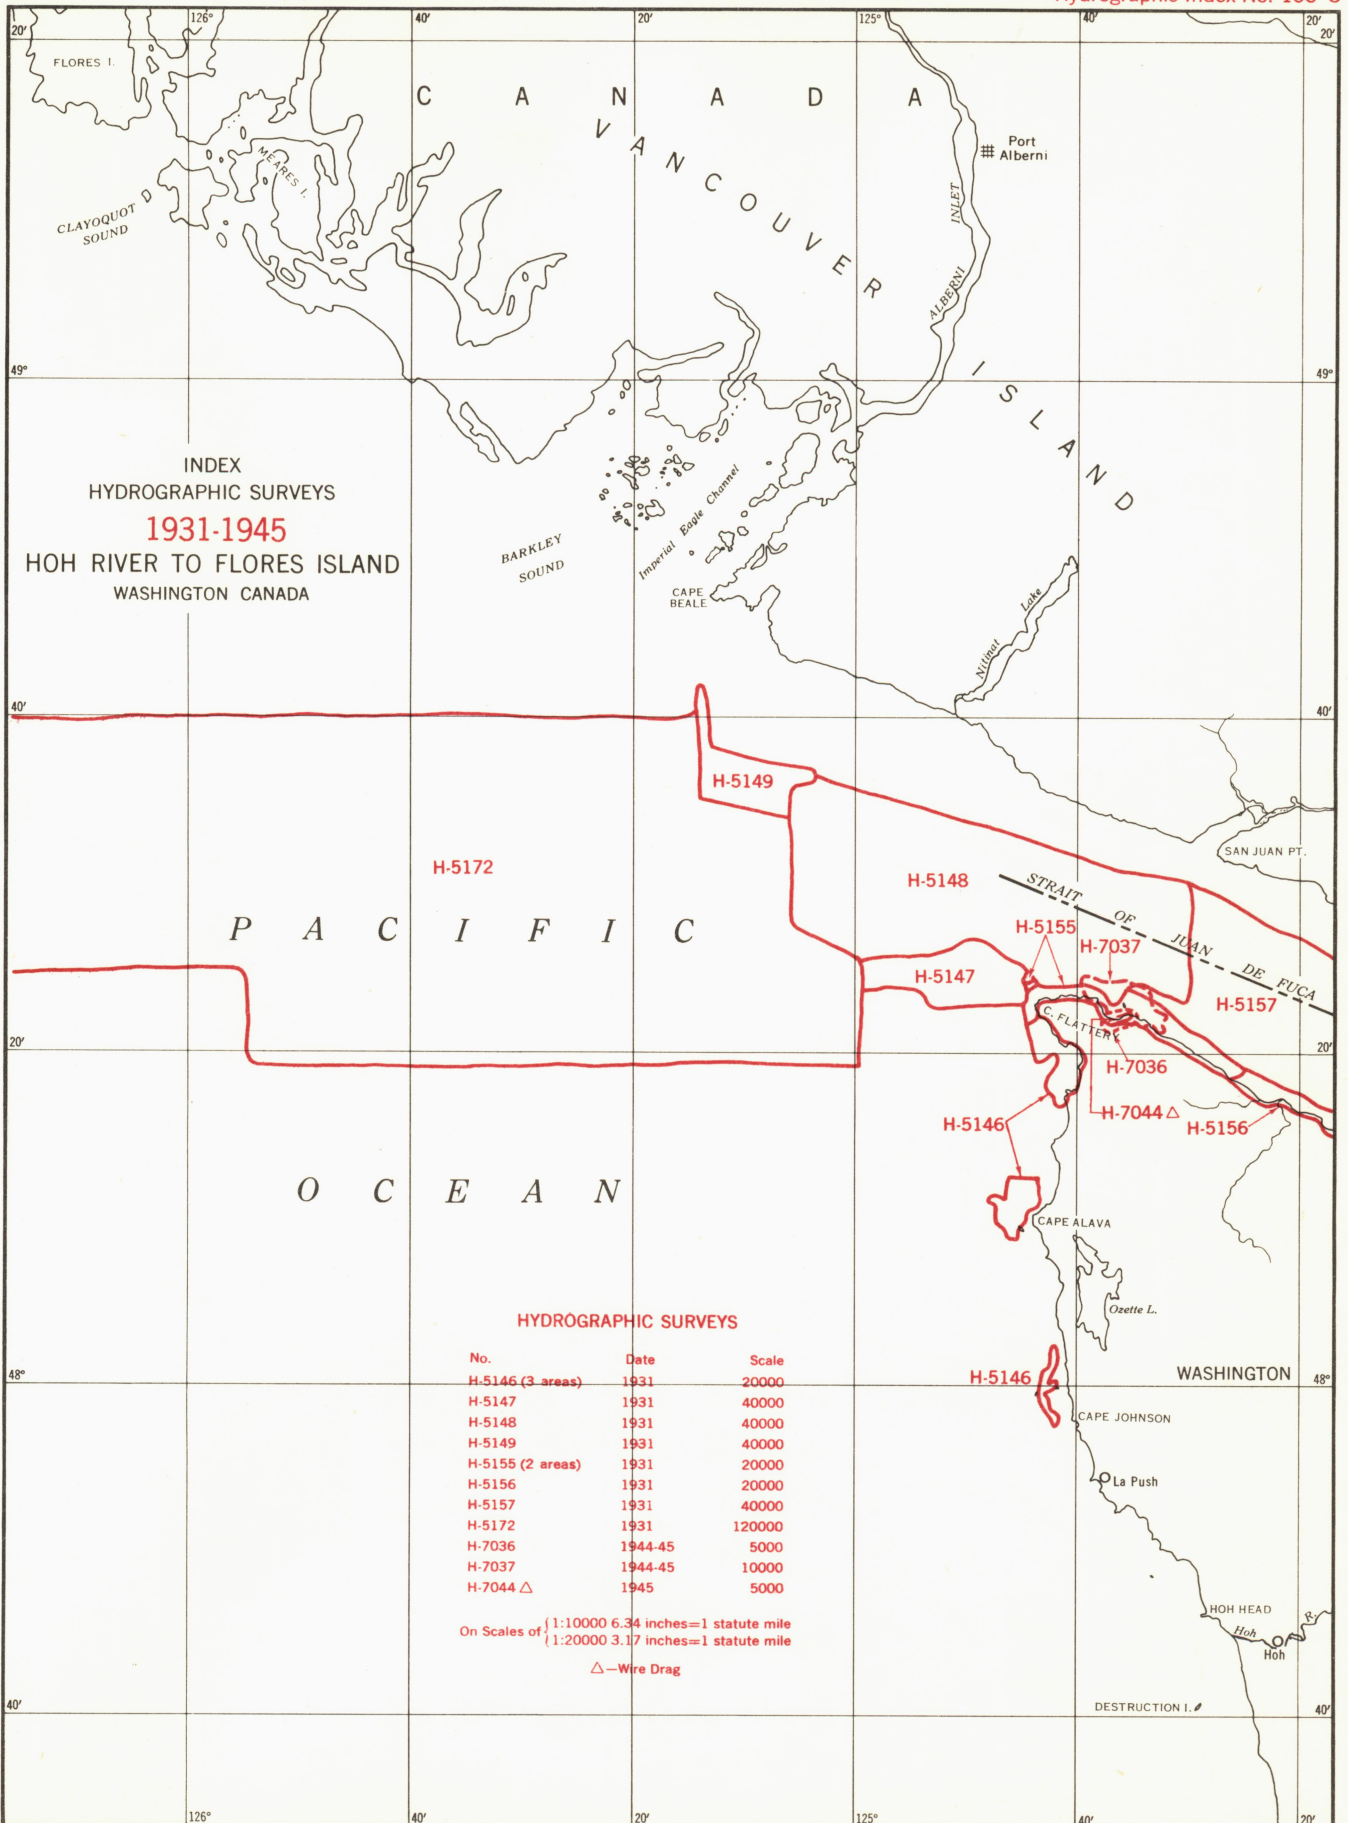 126°
40'
20'
125°
40'
20'
20'
20'
FLORES I.
CANADA
VANCOUVER
ISLAND
Port
Alberni
MEARES I.
CLAYOQUOT
SOUND
INLET
ALBERNI
49°
49°
INDEX
HYDROGRAPHIC SURVEYS
1931-1945
HOH RIVER TO FLORES ISLAND
WASHINGTON CANADA
BARKLEY
SOUND
Imperial Eagle Channel
CAPE
BEALE
Nitinat Lake
40'
40'
H-5149
H-5172
H-5148
SAN JUAN PT.
STRAIT OF JUAN DE FUCA
PACIFIC
H-5155
H-7037
H-5147
H-5157
C. FLATTERY
20'
20'
H-7036
H-7044 △
H-5146
H-5156
OCEAN
CAPE ALAVA
Ozette L.
HYDROGRAPHIC SURVEYS
No. Date Scale
H-5146 (3 areas) 1931 20000
H-5147 1931 40000
H-5148 1931 40000
H-5149 1931 40000
H-5155 (2 areas) 1931 20000
H-5156 1931 20000
H-5157 1931 40000
H-5172 1931 120000
H-7036 1944-45 5000
H-7037 1944-45 10000
H-7044 △ 1945 5000
On Scales of { 1:10000 6.34 inches=1 statute mile
1:20000 3.17 inches=1 statute mile
△—Wire Drag
48°
H-5146
WASHINGTON
48°
CAPE JOHNSON
La Push
HOH HEAD
Hoh R.
Hoh
DESTRUCTION I.
40'
40'
126°
40'
20'
125°
40'
20'